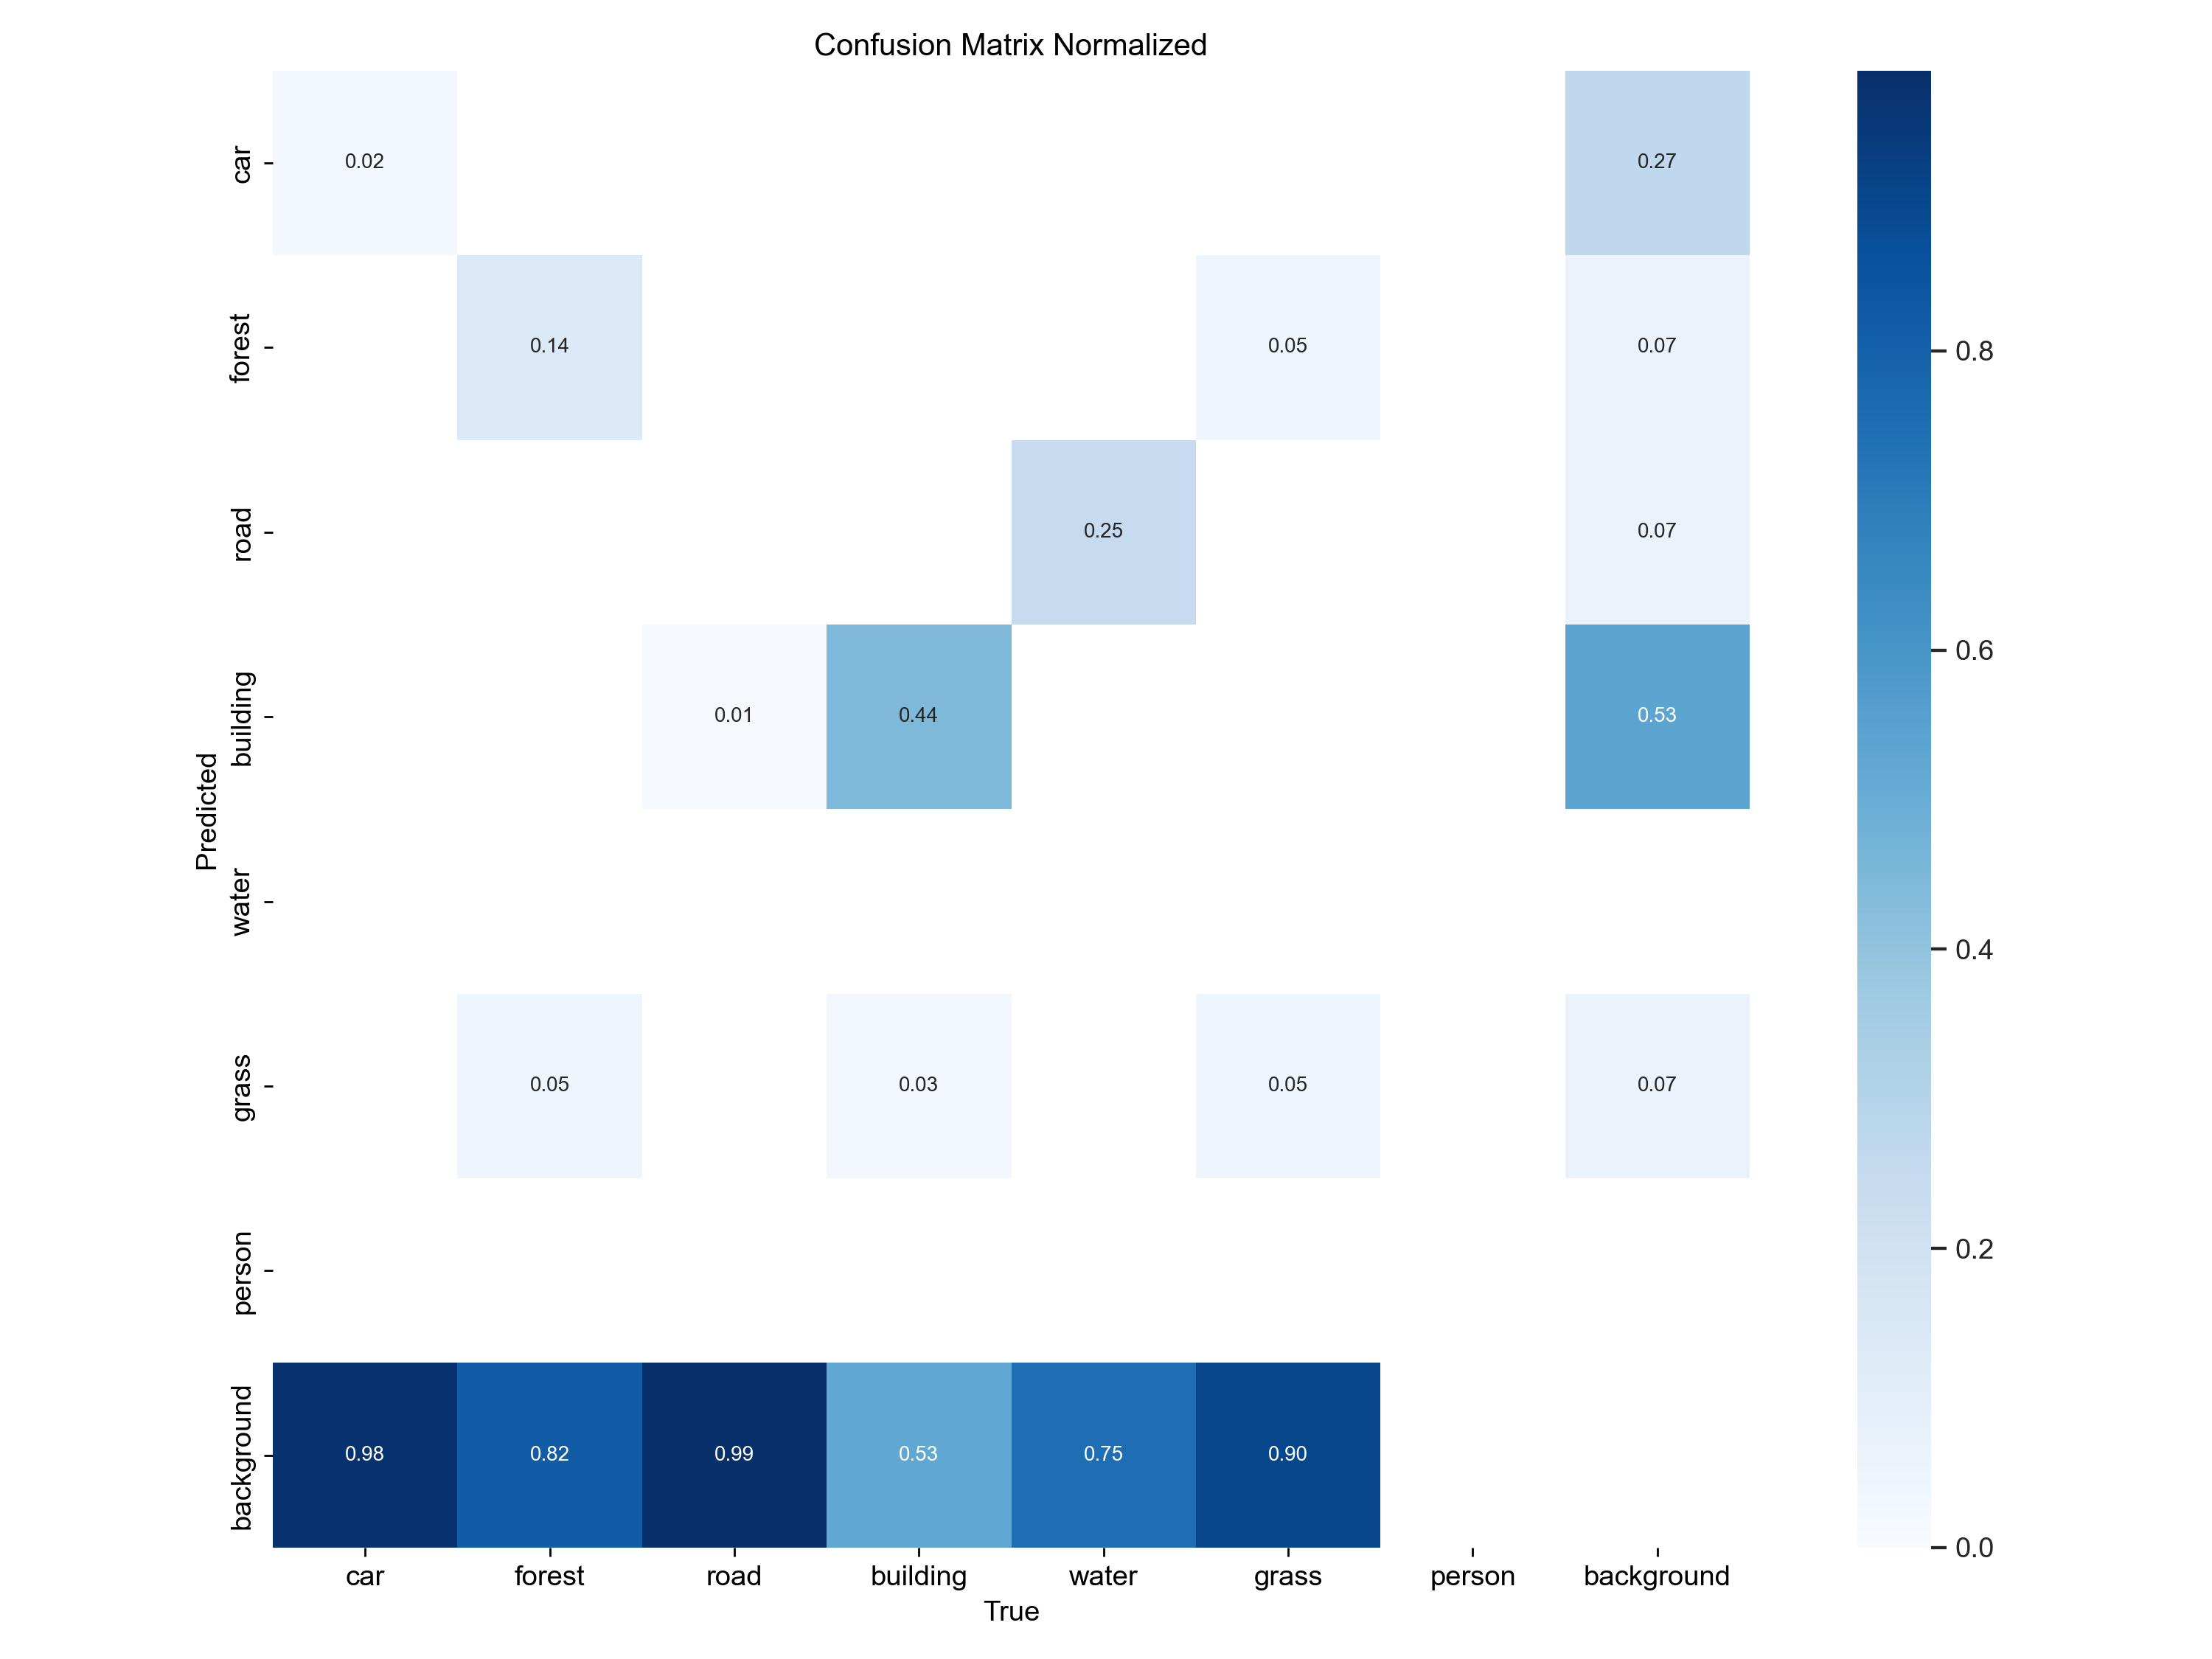 Confusion Matrix Normalized
car
0.02
0.27
forest
0.14
0.05
0.07
0.8
road
0.25
0.07
building
0.01
0.44
0.53
0.6
Predicted
water
0.4
grass
0.05
0.03
0.05
0.07
person
0.2
background
0.98
0.82
0.99
0.53
0.75
0.90
0.0
car forest road building water grass person background
True